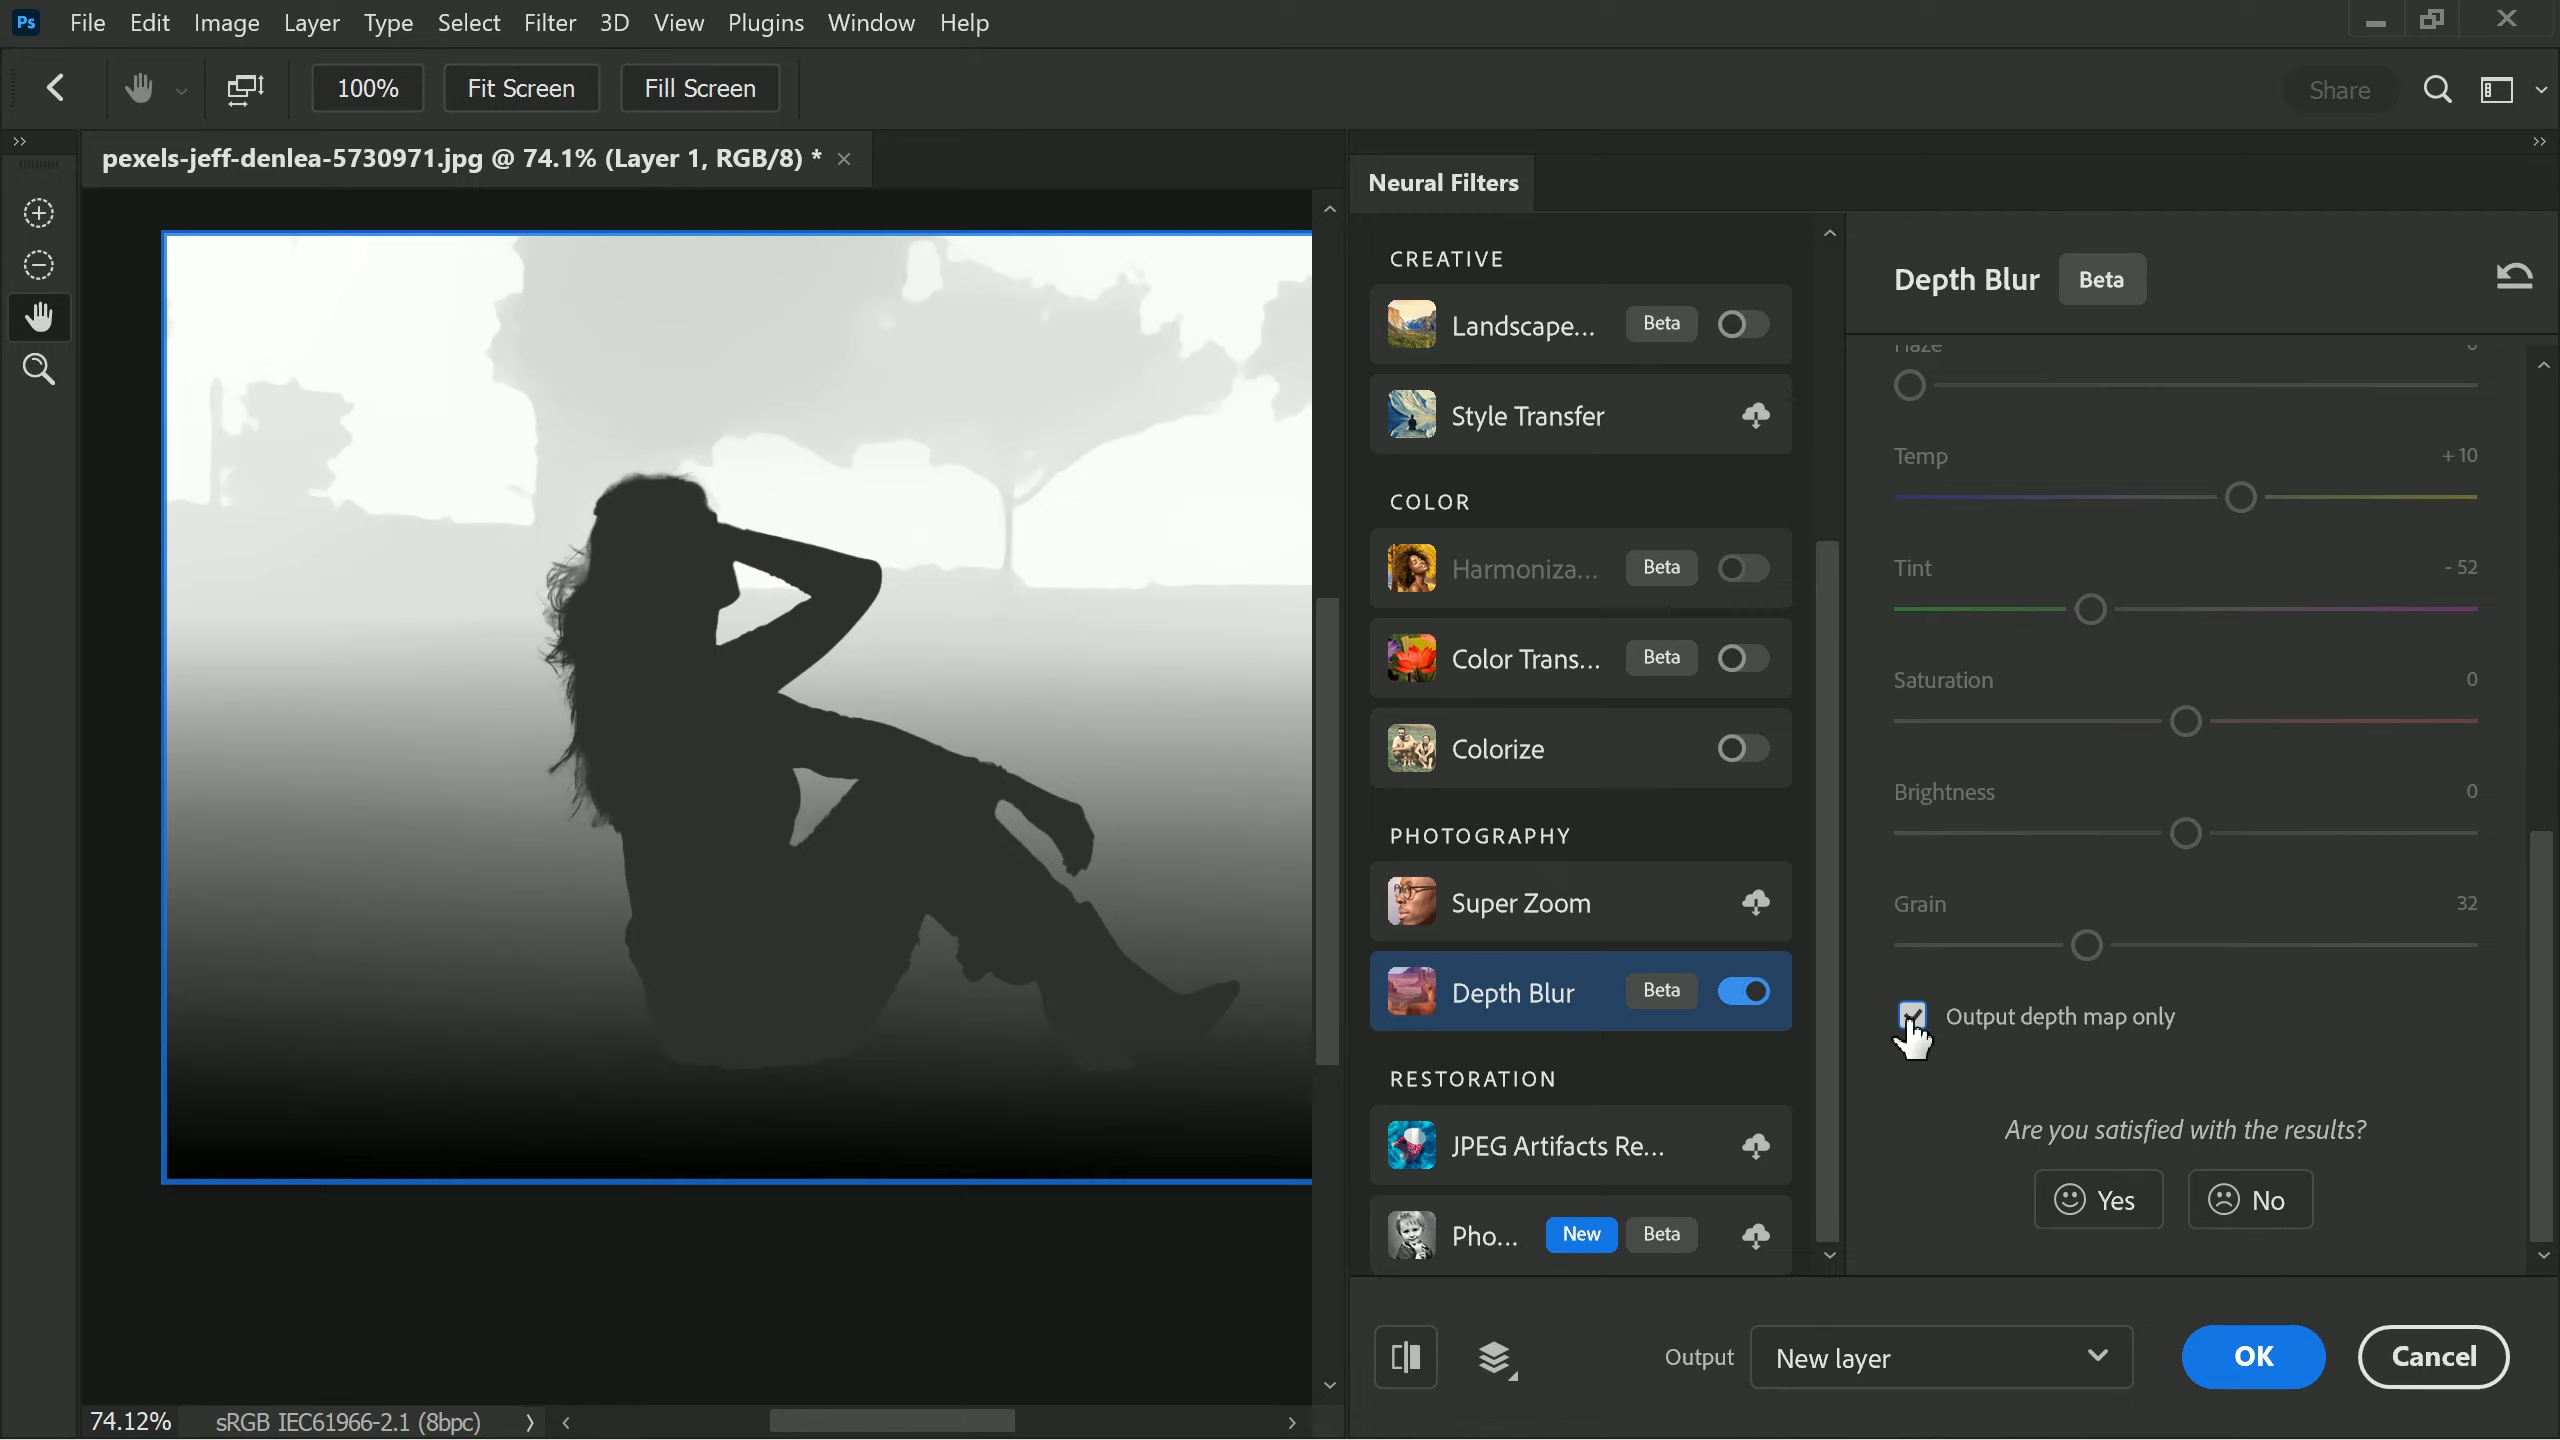 Ps File Edit Image Layer Type Select Filter 3D View Plugins Window Help
100% Fit Screen Fill Screen Share
pexels-jeff-denlea-5730971.jpg @ 74.1% (Layer 1, RGB/8) *
Neural Filters
CREATIVE
Landscape... Beta
Style Transfer
COLOR
Harmoniza... Beta
Color Trans... Beta
Colorize
PHOTOGRAPHY
Super Zoom
Depth Blur Beta
RESTORATION
JPEG Artifacts Re...
Pho... New Beta
Depth Blur Beta
Haze 0
Temp +10
Tint -52
Saturation 0
Brightness 0
Grain 32
Output depth map only
Are you satisfied with the results?
Yes No
Output New layer OK Cancel
74.12% sRGB IEC61966-2.1 (8bpc)